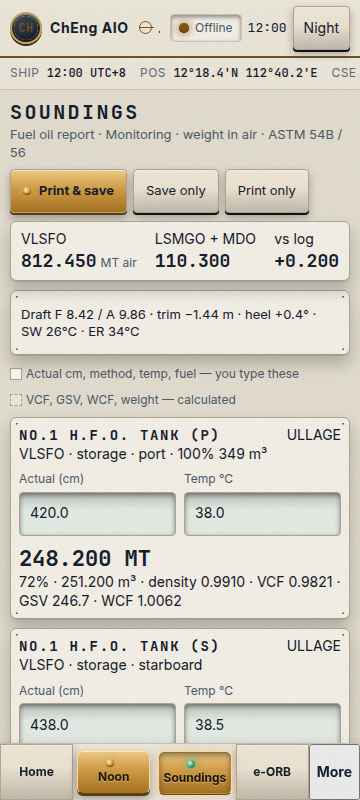 CH ChEng AIO Offline 12:00 Night
SHIP 12:00 UTC+8 POS 12°18.4'N 112°40.2'E CSE
SOUNDINGS
Fuel oil report · Monitoring · weight in air · ASTM 54B /
56
Print & save Save only Print only
VLSFO LSMGO + MDO vs log
812.450 MT air 110.300 +0.200
Draft F 8.42 / A 9.86 · trim −1.44 m · heel +0.4° ·
SW 26°C · ER 34°C
Actual cm, method, temp, fuel — you type these
VCF, GSV, WCF, weight — calculated
NO.1 H.F.O. TANK (P) ULLAGE
VLSFO · storage · port · 100% 349 m³
Actual (cm) Temp °C
420.0 38.0
248.200 MT
72% · 251.200 m³ · density 0.9910 · VCF 0.9821 ·
GSV 246.7 · WCF 1.0062
NO.1 H.F.O. TANK (S) ULLAGE
VLSFO · storage · starboard
Actual (cm) Temp °C
438.0 38.5
Home Noon Soundings e-ORB More